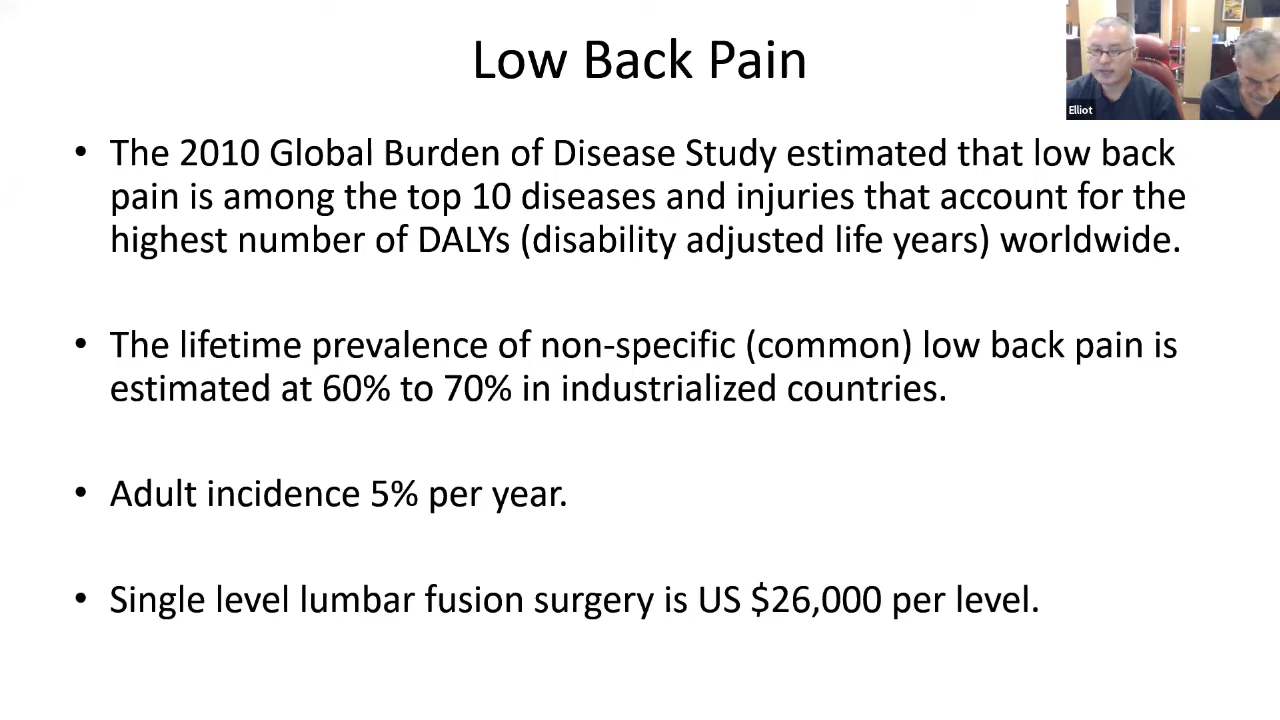 Low Back Pain
Elliot
• The 2010 Global Burden of Disease Study estimated that low back
pain is among the top 10 diseases and injuries that account for the
highest number of DALYs (disability adjusted life years) worldwide.
• The lifetime prevalence of non-specific (common) low back pain is
estimated at 60% to 70% in industrialized countries.
• Adult incidence 5% per year.
• Single level lumbar fusion surgery is US $26,000 per level.